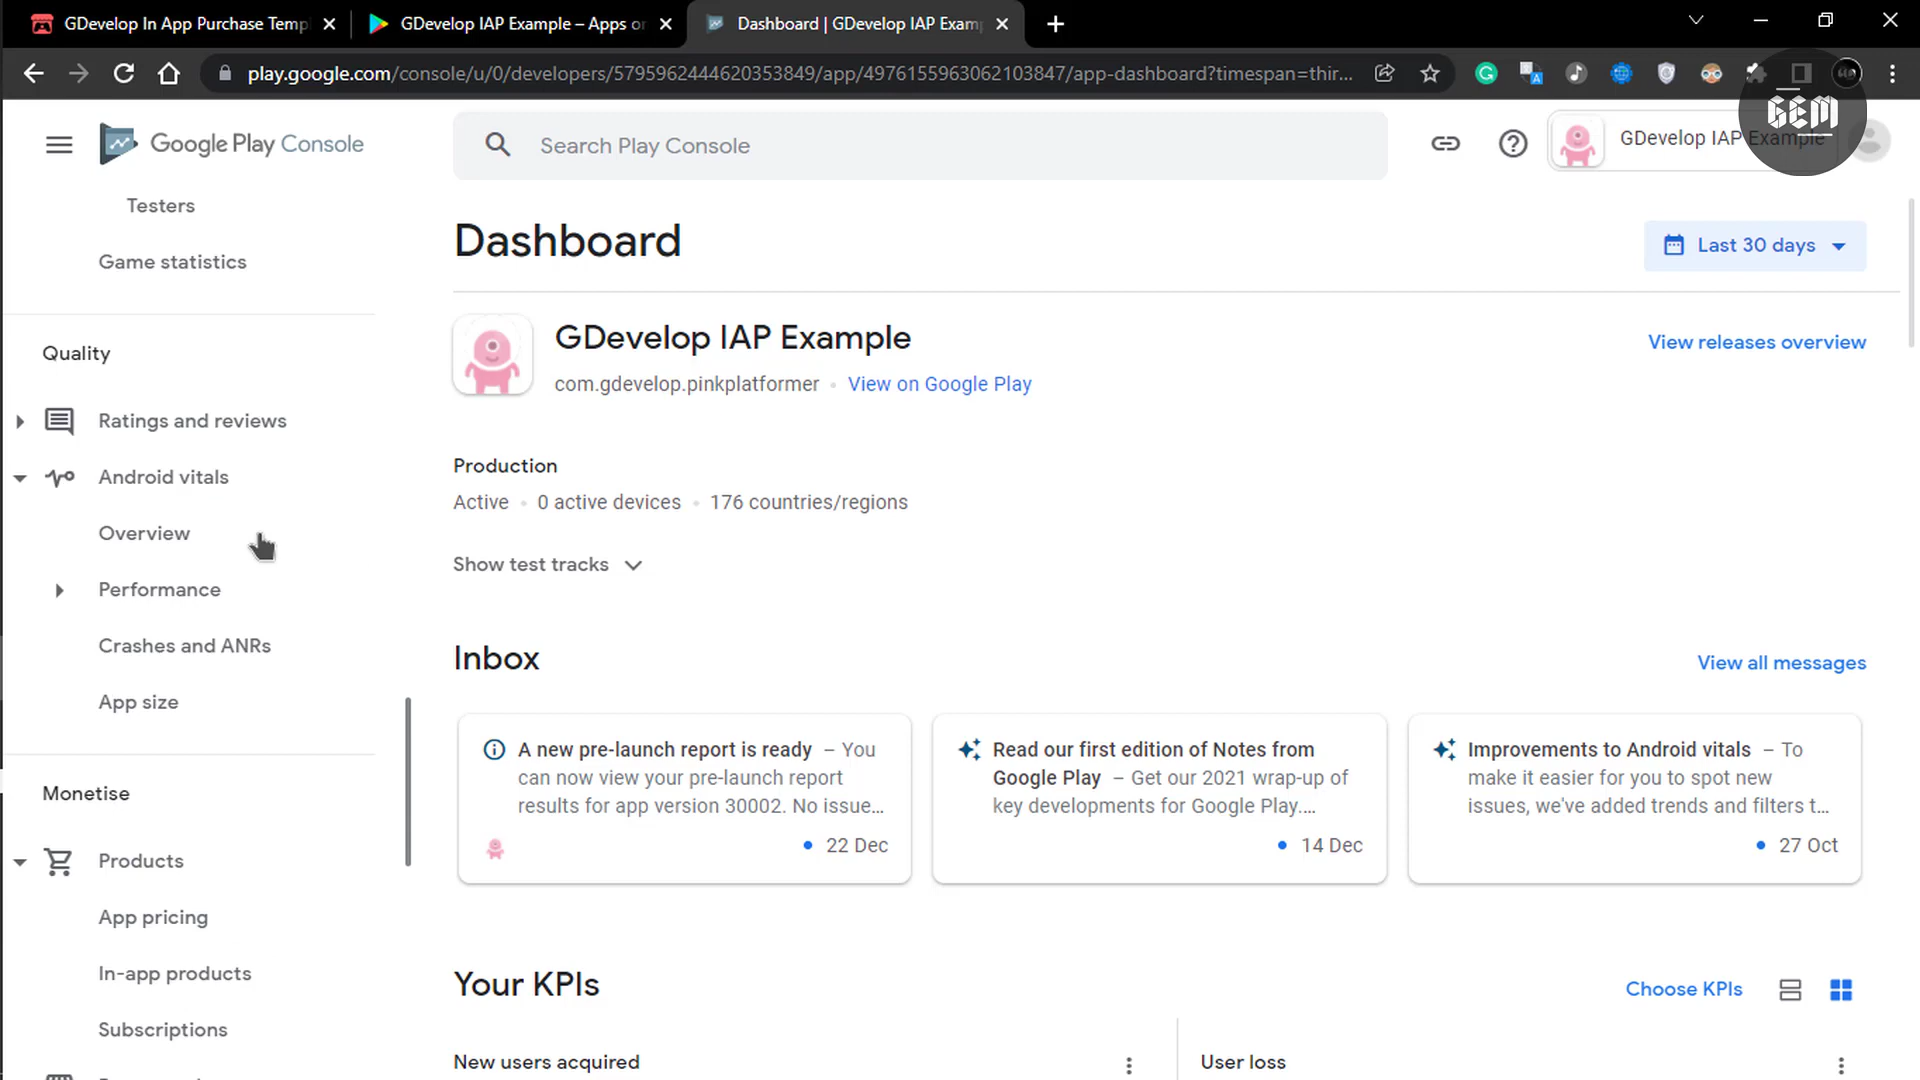 GDevelop In App Purchase Temp
GDevelop IAP Example – Apps or
Dashboard | GDevelop IAP Exam
play.google.com/console/u/0/developers/5795962444620353849/app/4976155963062103847/app-dashboard?timespan=thir...
GEM
Google Play Console
Search Play Console
GDevelop IAP Example
Testers
Game statistics
Quality
Ratings and reviews
Android vitals
Overview
Performance
Crashes and ANRs
App size
Monetise
Products
App pricing
In-app products
Subscriptions
Dashboard
Last 30 days
GDevelop IAP Example
View releases overview
com.gdevelop.pinkplatformer • View on Google Play
Production
Active • 0 active devices • 176 countries/regions
Show test tracks
Inbox
View all messages
A new pre-launch report is ready – You
can now view your pre-launch report
results for app version 30002. No issue...
22 Dec
Read our first edition of Notes from
Google Play – Get our 2021 wrap-up of
key developments for Google Play....
14 Dec
Improvements to Android vitals – To
make it easier for you to spot new
issues, we've added trends and filters t...
27 Oct
Your KPIs
Choose KPIs
New users acquired
User loss